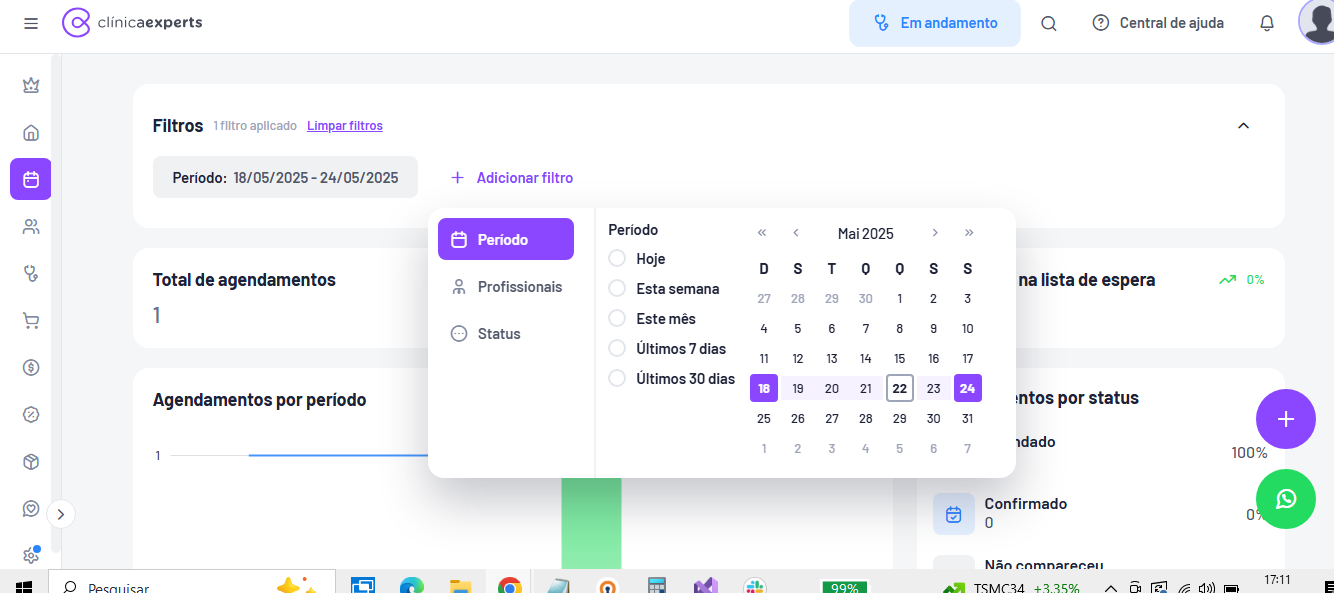 clínicaexperts
Em andamento
Central de ajuda
Filtros 1 filtro aplicado Limpar filtros
Período: 18/05/2025 - 24/05/2025
Adicionar filtro
Período
Profissionais
Status
Período
Hoje
Esta semana
Este mês
Últimos 7 dias
Últimos 30 dias
« ‹ Mai 2025 › »
D S T Q Q S S
27 28 29 30 1 2 3
4 5 6 7 8 9 10
11 12 13 14 15 16 17
18 19 20 21 22 23 24
25 26 27 28 29 30 31
1 2 3 4 5 6 7
Total de agendamentos
1
na lista de espera
0%
Agendamentos por período
1
entos por status
ndado
100%
Confirmado
0
0%
Não compareceu
Pesquisar
99%
TSMC34 +3,35%
17:11